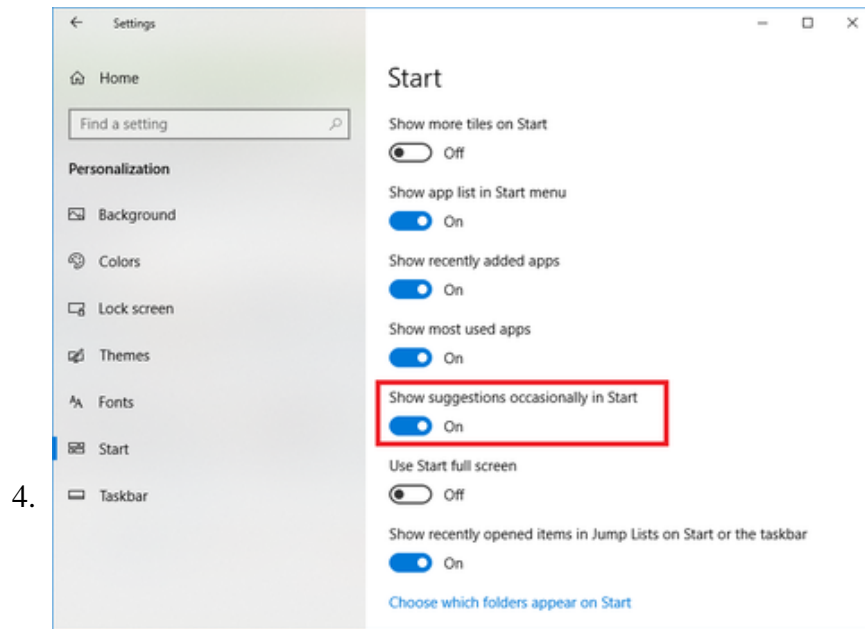 Settings
Home
Find a setting
Personalization
Background
Colors
Lock screen
Themes
Fonts
Start
Taskbar
4.
Start
Show more tiles on Start
Off
Show app list in Start menu
On
Show recently added apps
On
Show most used apps
On
Show suggestions occasionally in Start
On
Use Start full screen
Off
Show recently opened items in Jump Lists on Start or the taskbar
On
Choose which folders appear on Start